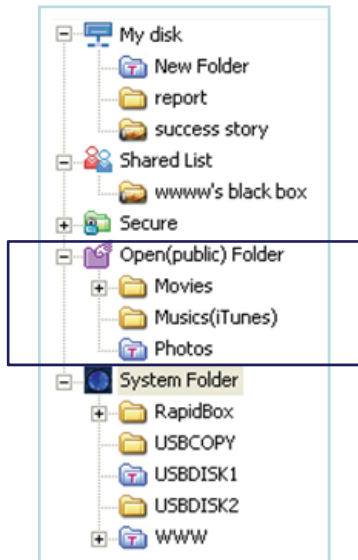 My disk
New Folder
report
success story
Shared List
wwww's black box
Secure
Open(public) Folder
Movies
Musics(iTunes)
Photos
System Folder
RapidBox
USBCOPY
USBDISK1
USBDISK2
WWW